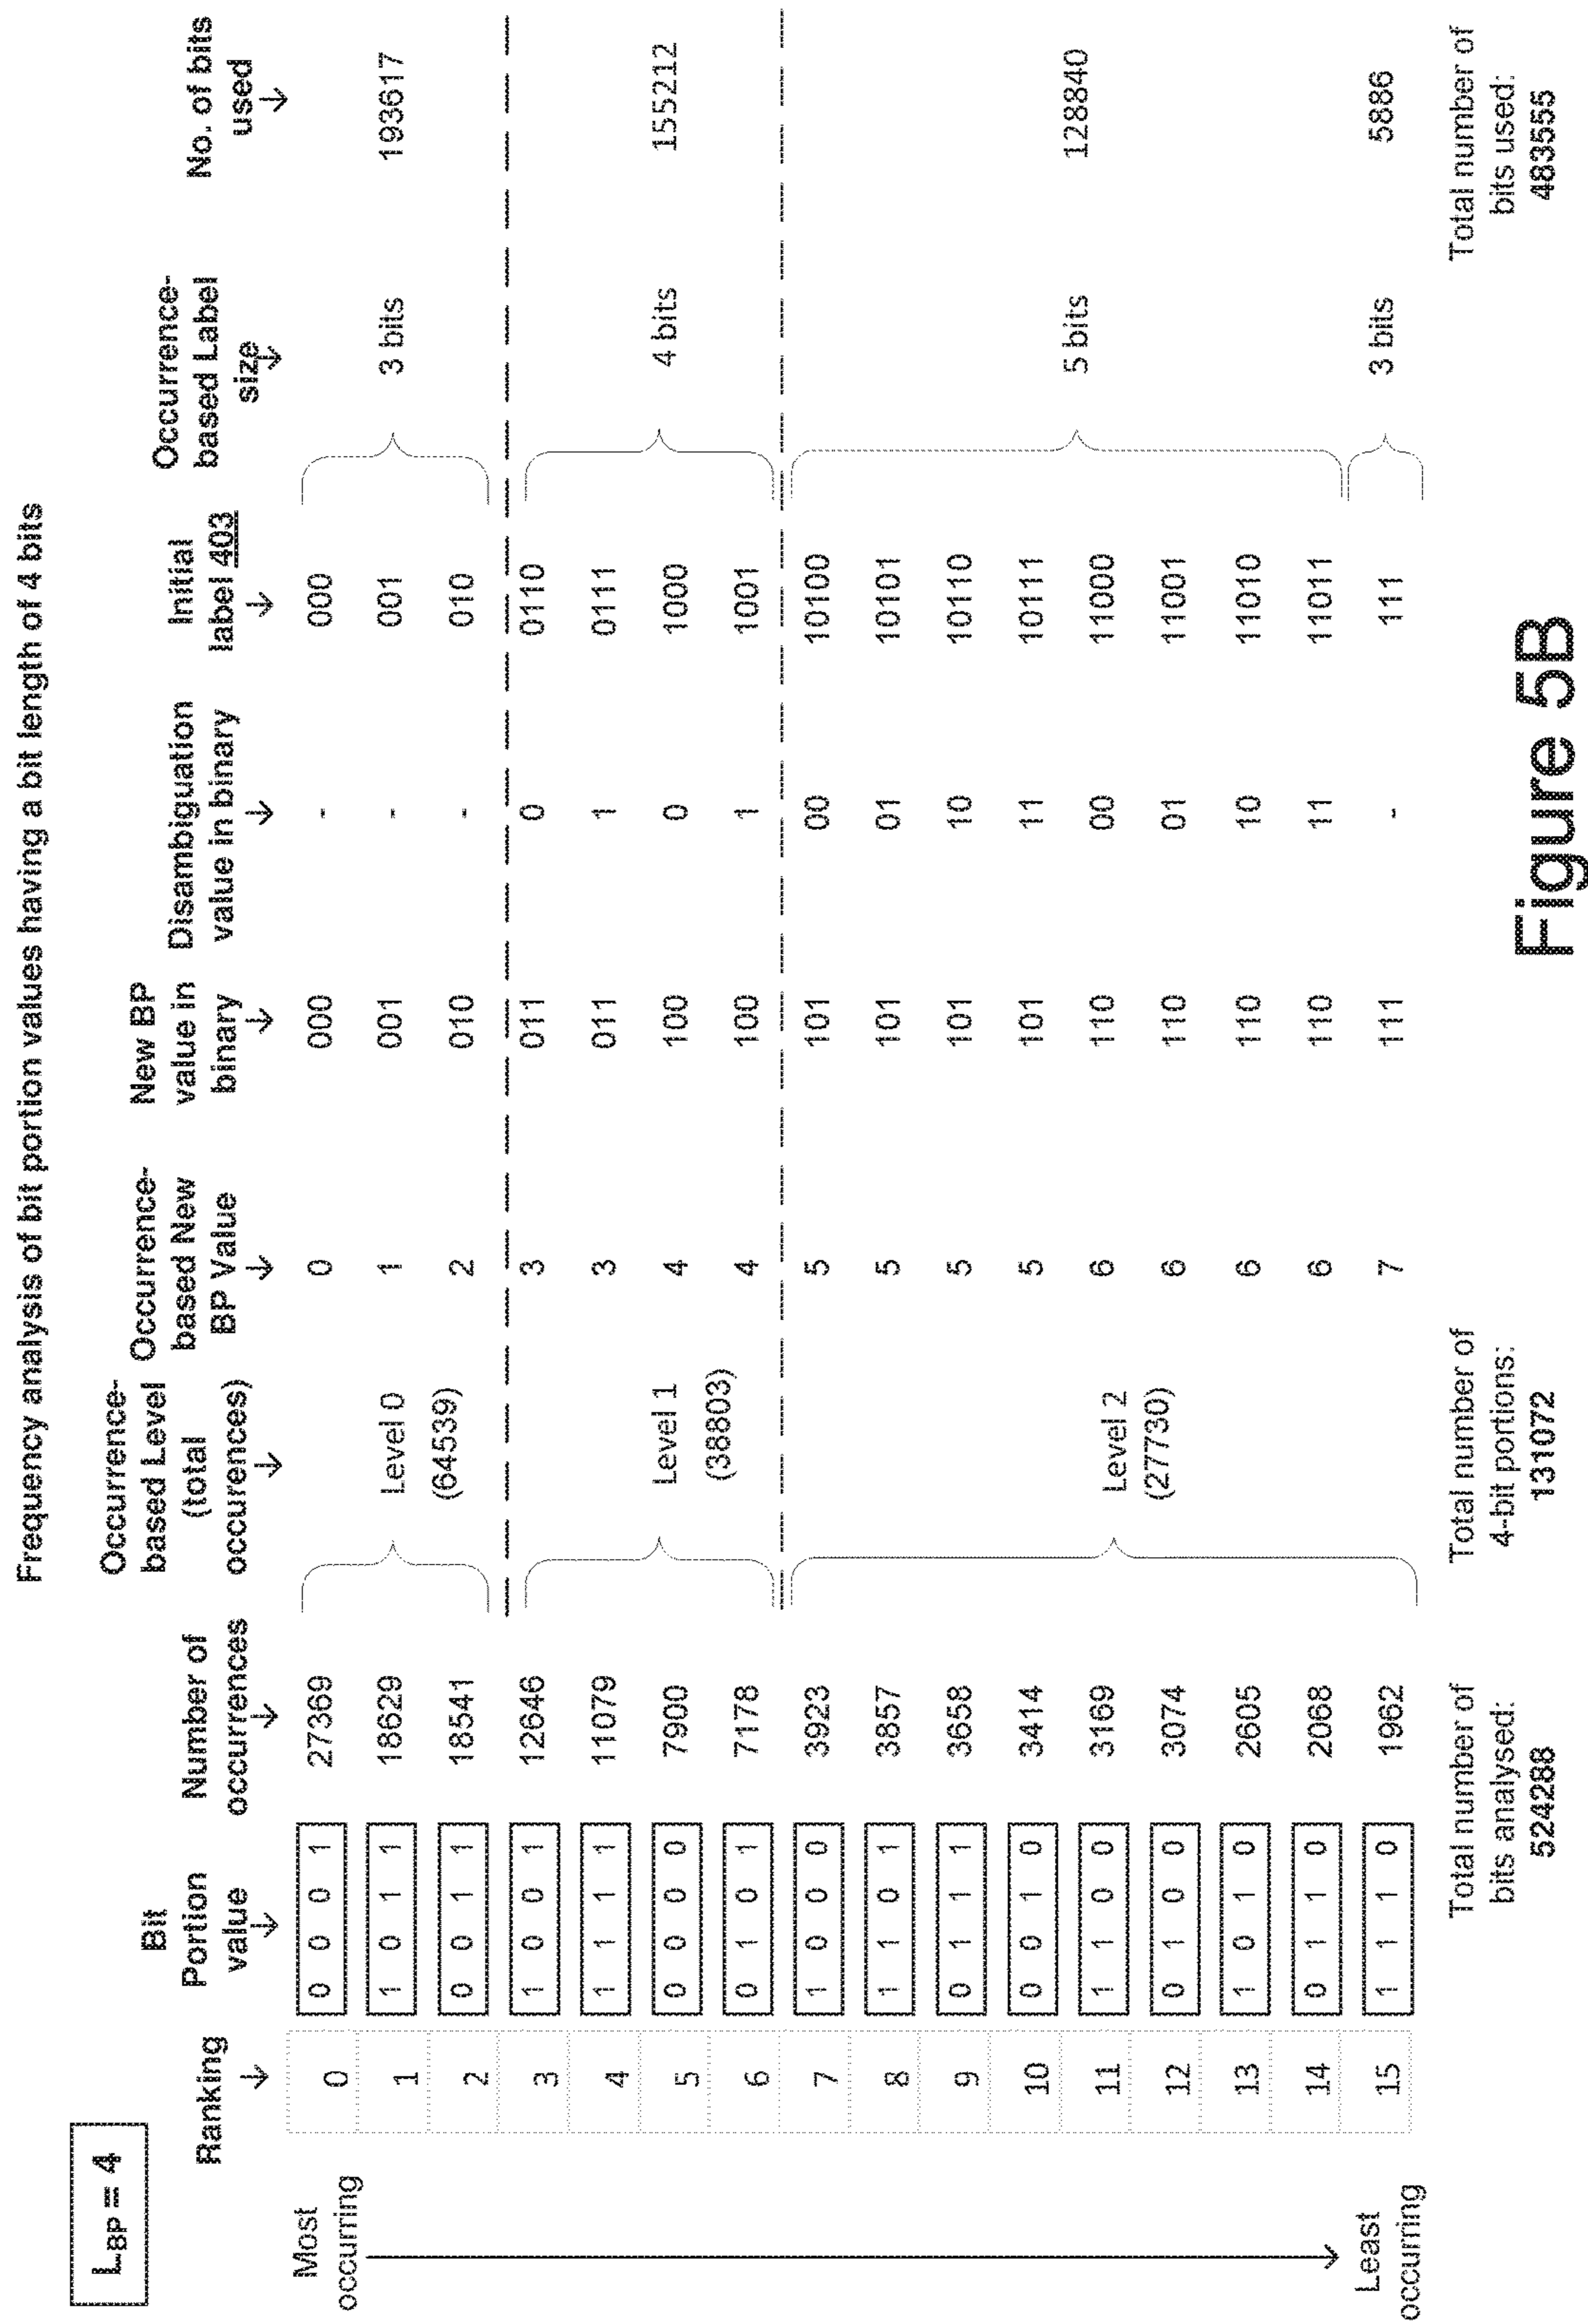 Frequency analysis of bit portion values having a bit length of 4 bits
L_BP = 4
Ranking
Bit
Portion
value
Number of
occurrences
Occurrence-
based Level
(total
occurences)
Occurrence-
based New
BP Value
New BP
value in
binary
Disambiguation
value in binary
Initial
label 403
Occurrence-
based Label
size
No. of bits
used
Most
occurring
0 0 0 0 1 27369 0 000 - 000
1 1 0 1 1 18629 Level 0 1 001 - 001 3 bits 193617
2 0 0 1 1 18541 (64539) 2 010 - 010
3 1 0 0 1 12646 3 011 0 0110
4 1 1 1 1 11079 3 011 1 0111
5 0 0 0 0 7900 Level 1 4 100 0 1000 4 bits 155212
6 0 1 0 1 7178 (38803) 4 100 1 1001
7 1 0 0 0 3923 5 101 00 10100
8 1 1 0 1 3857 5 101 01 10101
9 0 1 1 1 3658 5 101 10 10110
10 0 0 1 0 3414 5 101 11 10111
11 1 1 0 0 3169 Level 2 6 110 00 11000 5 bits 128840
12 0 1 0 0 3074 (27730) 6 110 01 11001
13 1 0 1 0 2605 6 110 10 11010
14 0 1 1 0 2068 6 110 11 11011
15 1 1 1 0 1962 7 111 - 111 3 bits 5886
Least
occurring
Total number of
bits analysed:
524288
Total number of
4-bit portions:
131072
Total number of
bits used:
483555
Figure 5B